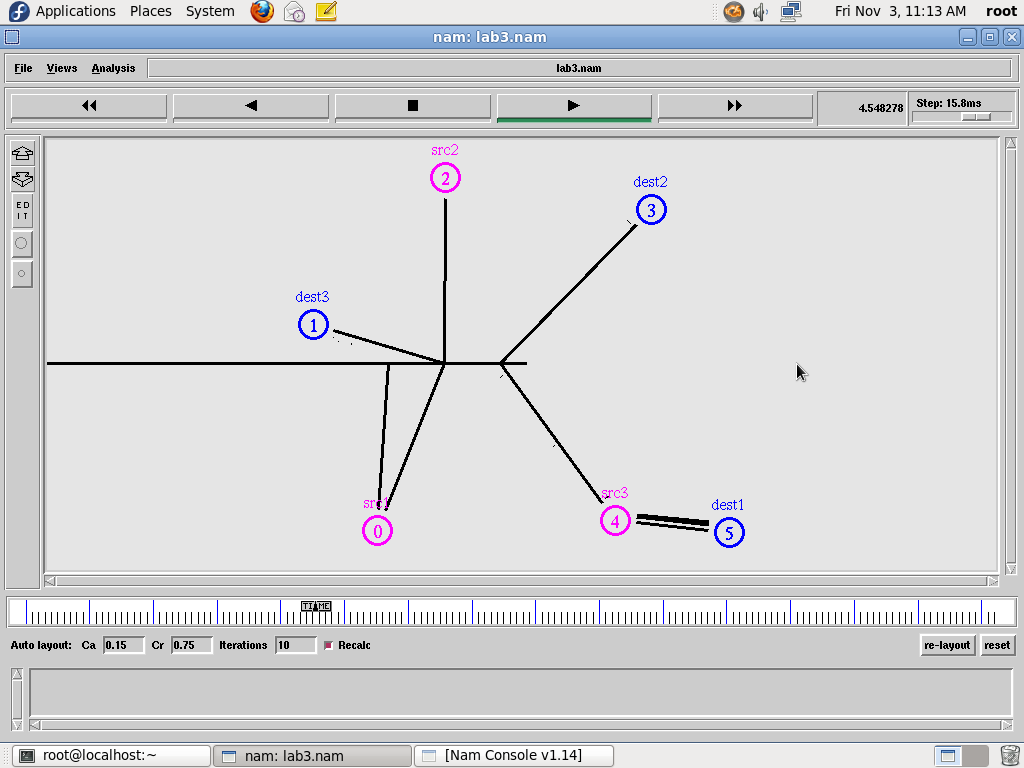 Applications Places System Fri Nov 3, 11:13 AM root
nam: lab3.nam
File Views Analysis lab3.nam
4.548278 Step: 15.8ms
ED
IT
src2
2
dest2
3
dest3
1
src1
0
src3
4
dest1
5
TIME
Auto layout: Ca 0.15 Cr 0.75 Iterations 10 Recalc re-layout reset
root@localhost:~ nam: lab3.nam [Nam Console v1.14]